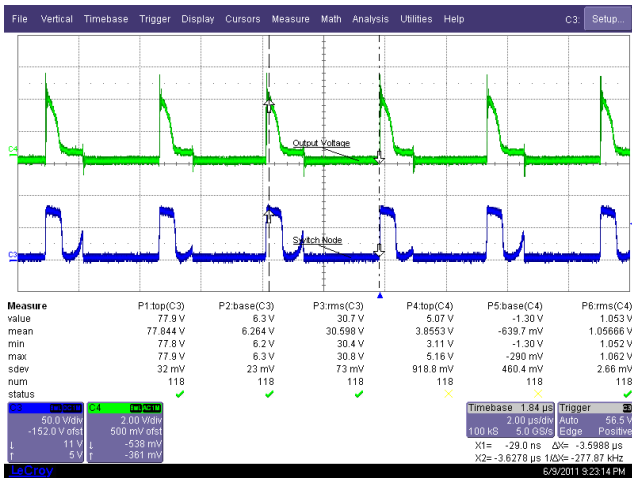 File Vertical Timebase Trigger Display Cursors Measure Math Analysis Utilities Help C3: Setup...
C4
Output Voltage
C3
Switch Node
Measure P1:top(C3) P2:base(C3) P3:rms(C3) P4:top(C4) P5:base(C4) P6:rms(C4)
value 77.9 V 6.3 V 30.7 V 5.07 V -1.30 V 1.053 V
mean 77.844 V 6.264 V 30.598 V 3.8553 V -639.7 mV 1.05666 V
min 77.8 V 6.2 V 30.4 V 3.11 V -1.30 V 1.052 V
max 77.9 V 6.3 V 30.8 V 5.16 V -290 mV 1.062 V
sdev 32 mV 23 mV 73 mV 918.8 mV 460.4 mV 2.66 mV
num 118 118 118 118 118 118
status
C4 Timebase 1.84 µs Trigger
50.0 V/div 2.00 V/div 2.00 µs/div Auto 56.5 V
-152.0 V ofst 500 mV ofst 100 kS 5.0 GS/s Edge Positive
11 V -538 mV X1= -29.0 ns ΔX= -3.5988 µs
5 V -361 mV X2= -3.6278 µs 1/ΔX= -277.87 kHz
LeCroy 6/9/2011 9:23:14 PM